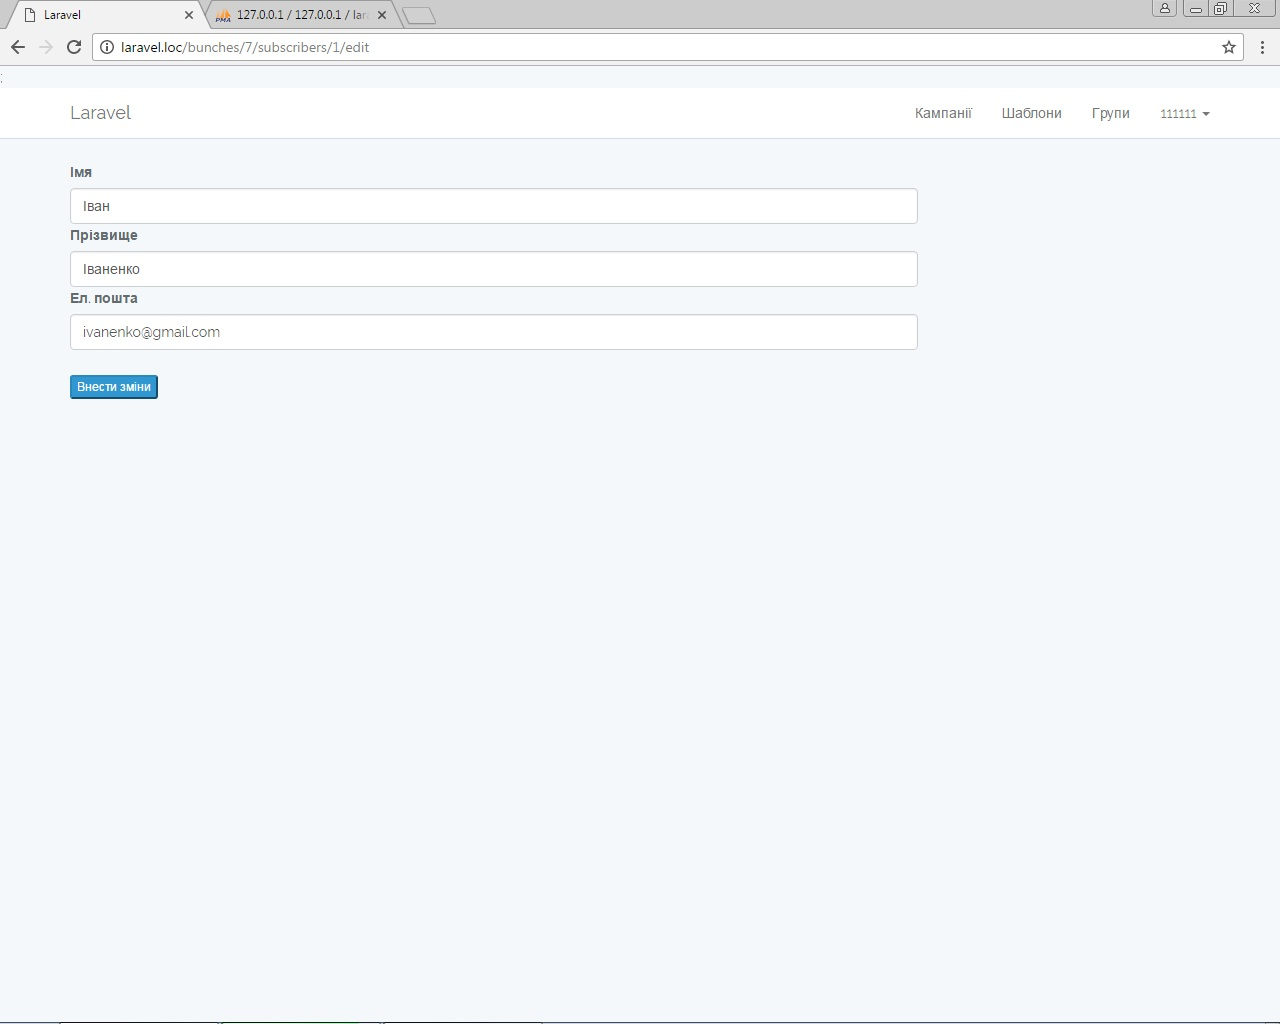 Laravel
127.0.0.1 / 127.0.0.1 / lar
laravel.loc/bunches/7/subscribers/1/edit
;
Laravel
Кампанії Шаблони Групи 111111
Імя
Іван
Прізвище
Іваненко
Ел. пошта
ivanenko@gmail.com
Внести зміни